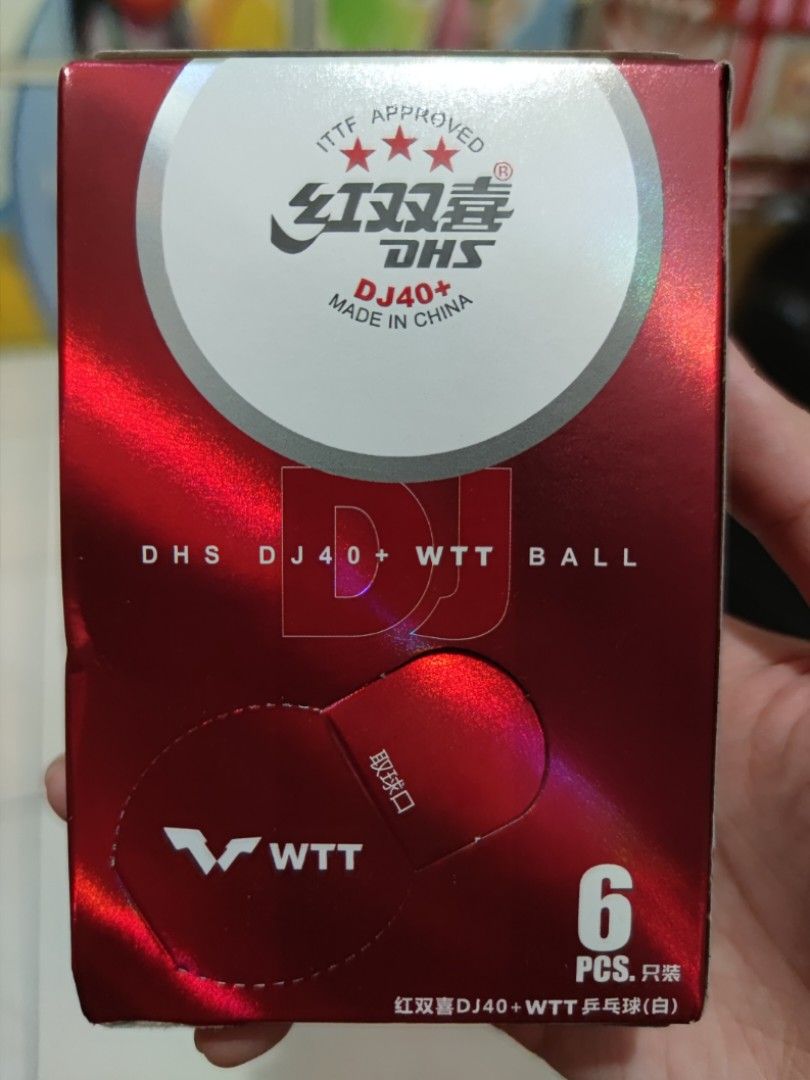 ITTF APPROVED
红双喜®
DHS
DJ40+
MADE IN CHINA
DJ
DHS DJ40+ WTT BALL
取球口
WTT
6
PCS. 只装
红双喜DJ40+WTT乒乓球(白)